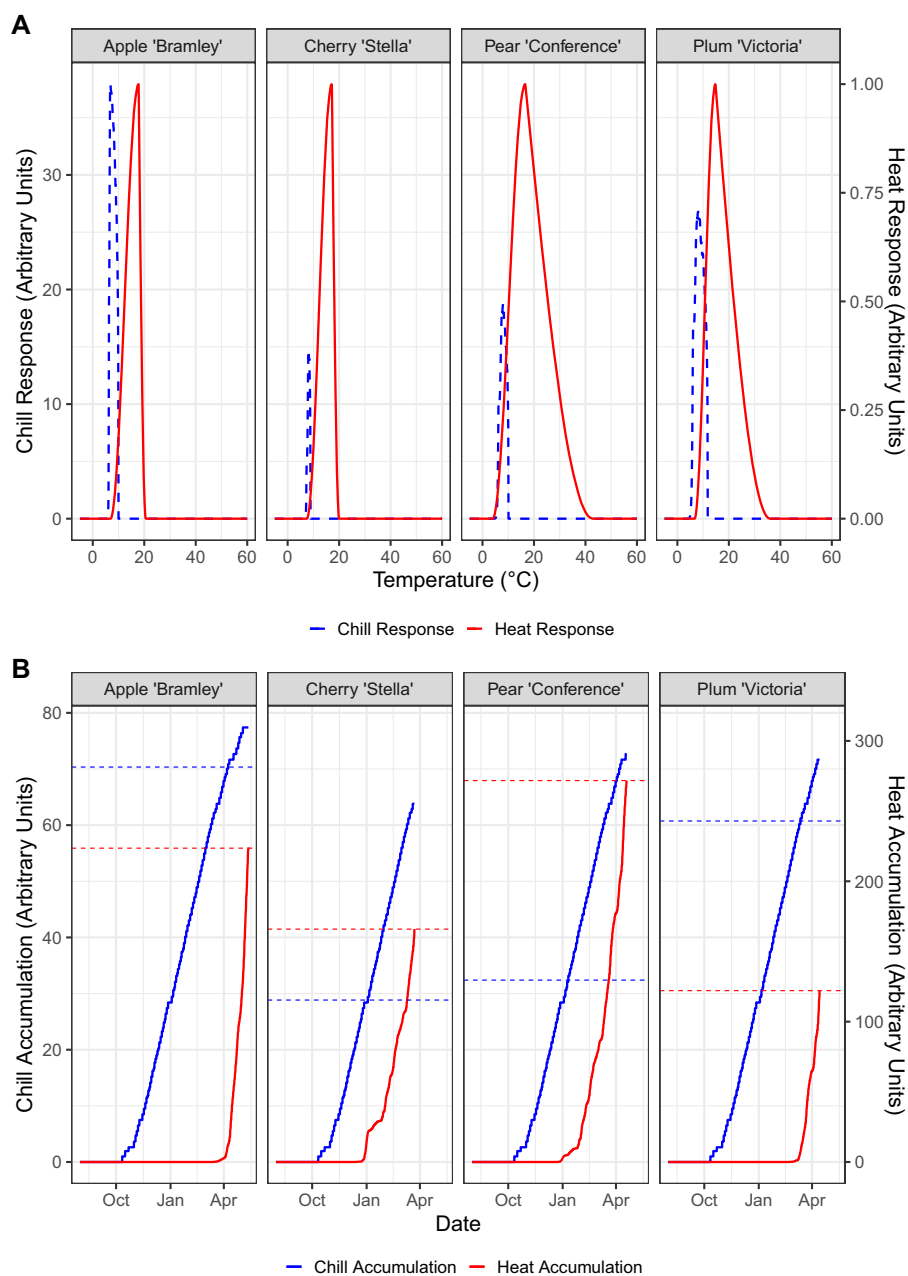 A
Apple 'Bramley' Cherry 'Stella' Pear 'Conference' Plum 'Victoria'
Chill Response (Arbitrary Units)
30
20
10
0
1.00
0.75
0.50
0.25
0.00
Heat Response (Arbitrary Units)
0 20 40 60 0 20 40 60 0 20 40 60 0 20 40 60
Temperature (°C)
Chill Response Heat Response
B
Apple 'Bramley' Cherry 'Stella' Pear 'Conference' Plum 'Victoria'
Chill Accumulation (Arbitrary Units)
80
60
40
20
0
300
200
100
0
Heat Accumulation (Arbitrary Units)
Oct Jan Apr Oct Jan Apr Oct Jan Apr Oct Jan Apr
Date
Chill Accumulation Heat Accumulation